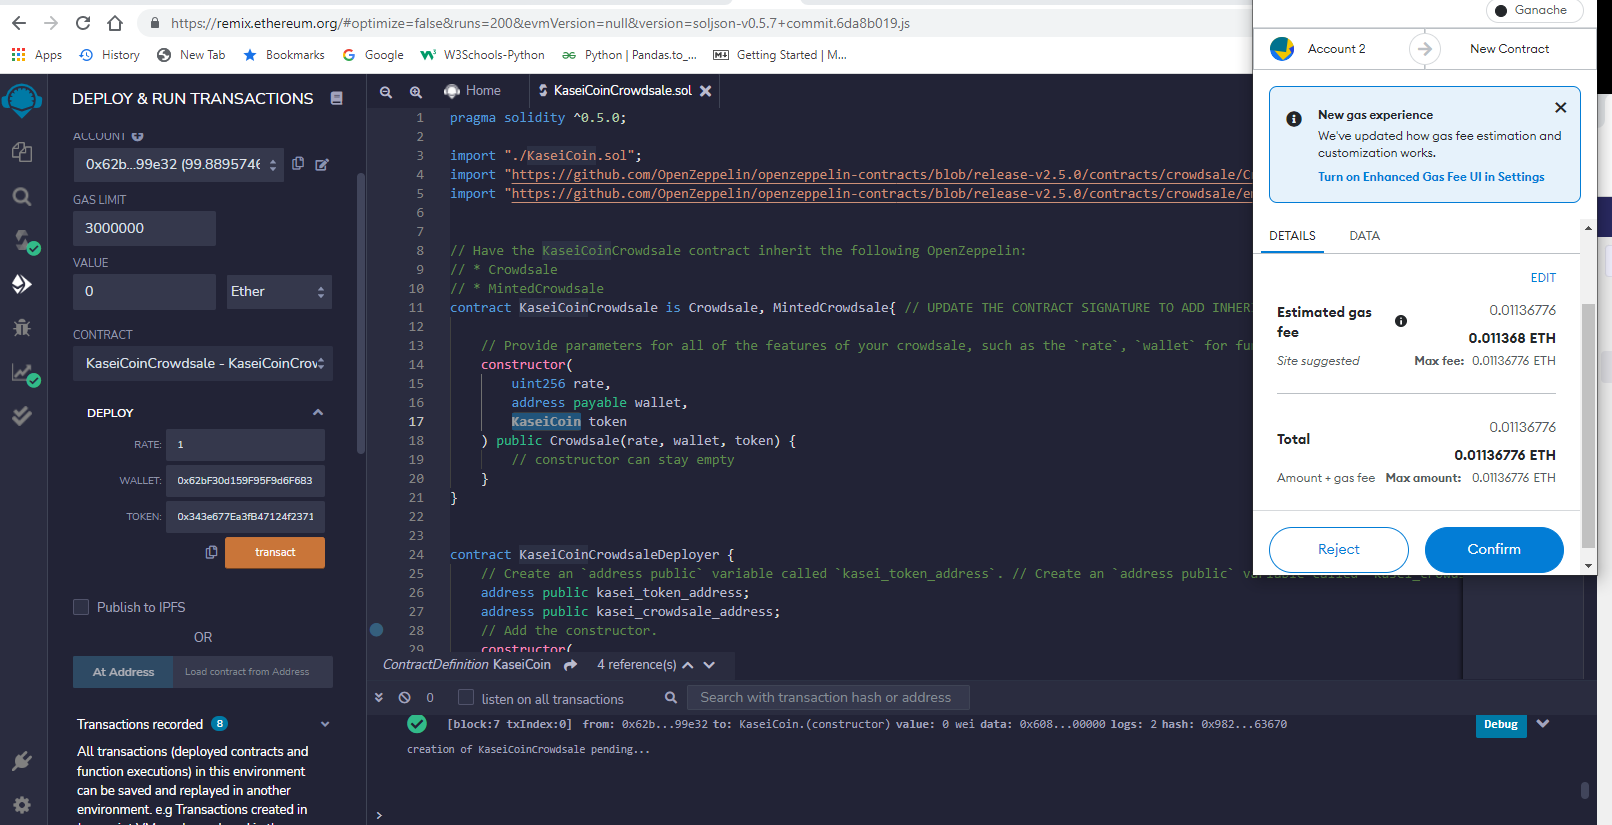 https://remix.ethereum.org/#optimize=false&runs=200&evmVersion=null&version=soljson-v0.5.7+commit.6da8b019.js
Apps History New Tab Bookmarks Google W3Schools-Python Python | Pandas.to_... Getting Started | M...
DEPLOY & RUN TRANSACTIONS
ACCOUNT
0x62b...99e32 (99.8895746
GAS LIMIT
3000000
VALUE
0
Ether
CONTRACT
KaseiCoinCrowdsale - KaseiCoinCrow
DEPLOY
RATE: 1
WALLET: 0x62bF30d159F95F9d6F683
TOKEN: 0x343e677Ea3fB47124f2371
transact
Publish to IPFS
OR
At Address Load contract from Address
Transactions recorded 8
All transactions (deployed contracts and
function executions) in this environment
can be saved and replayed in another
environment. e.g Transactions created in
Home KaseiCoinCrowdsale.sol
1 pragma solidity ^0.5.0;
2
3 import "./KaseiCoin.sol";
4 import "https://github.com/OpenZeppelin/openzeppelin-contracts/blob/release-v2.5.0/contracts/crowdsale/C
5 import "https://github.com/OpenZeppelin/openzeppelin-contracts/blob/release-v2.5.0/contracts/crowdsale/e
6
7
8 // Have the KaseiCoinCrowdsale contract inherit the following OpenZeppelin:
9 // * Crowdsale
10 // * MintedCrowdsale
11 contract KaseiCoinCrowdsale is Crowdsale, MintedCrowdsale{ // UPDATE THE CONTRACT SIGNATURE TO ADD INHER
12
13 // Provide parameters for all of the features of your crowdsale, such as the `rate`, `wallet` for fu
14 constructor(
15 uint256 rate,
16 address payable wallet,
17 KaseiCoin token
18 ) public Crowdsale(rate, wallet, token) {
19 // constructor can stay empty
20 }
21 }
22
23
24 contract KaseiCoinCrowdsaleDeployer {
25 // Create an `address public` variable called `kasei_token_address`. // Create an `address public` v
26 address public kasei_token_address;
27 address public kasei_crowdsale_address;
28 // Add the constructor.
29 constructor(
ContractDefinition KaseiCoin 4 reference(s)
0 listen on all transactions Search with transaction hash or address
[block:7 txIndex:0] from: 0x62b...99e32 to: KaseiCoin.(constructor) value: 0 wei data: 0x608...00000 logs: 2 hash: 0x982...63670
Debug
creation of KaseiCoinCrowdsale pending...
>
Ganache
Account 2 New Contract
New gas experience
We've updated how gas fee estimation and
customization works.
Turn on Enhanced Gas Fee UI in Settings
DETAILS DATA
EDIT
Estimated gas
fee
0.01136776
0.011368 ETH
Site suggested Max fee: 0.01136776 ETH
0.01136776
Total
0.01136776 ETH
Amount + gas fee Max amount: 0.01136776 ETH
Reject Confirm